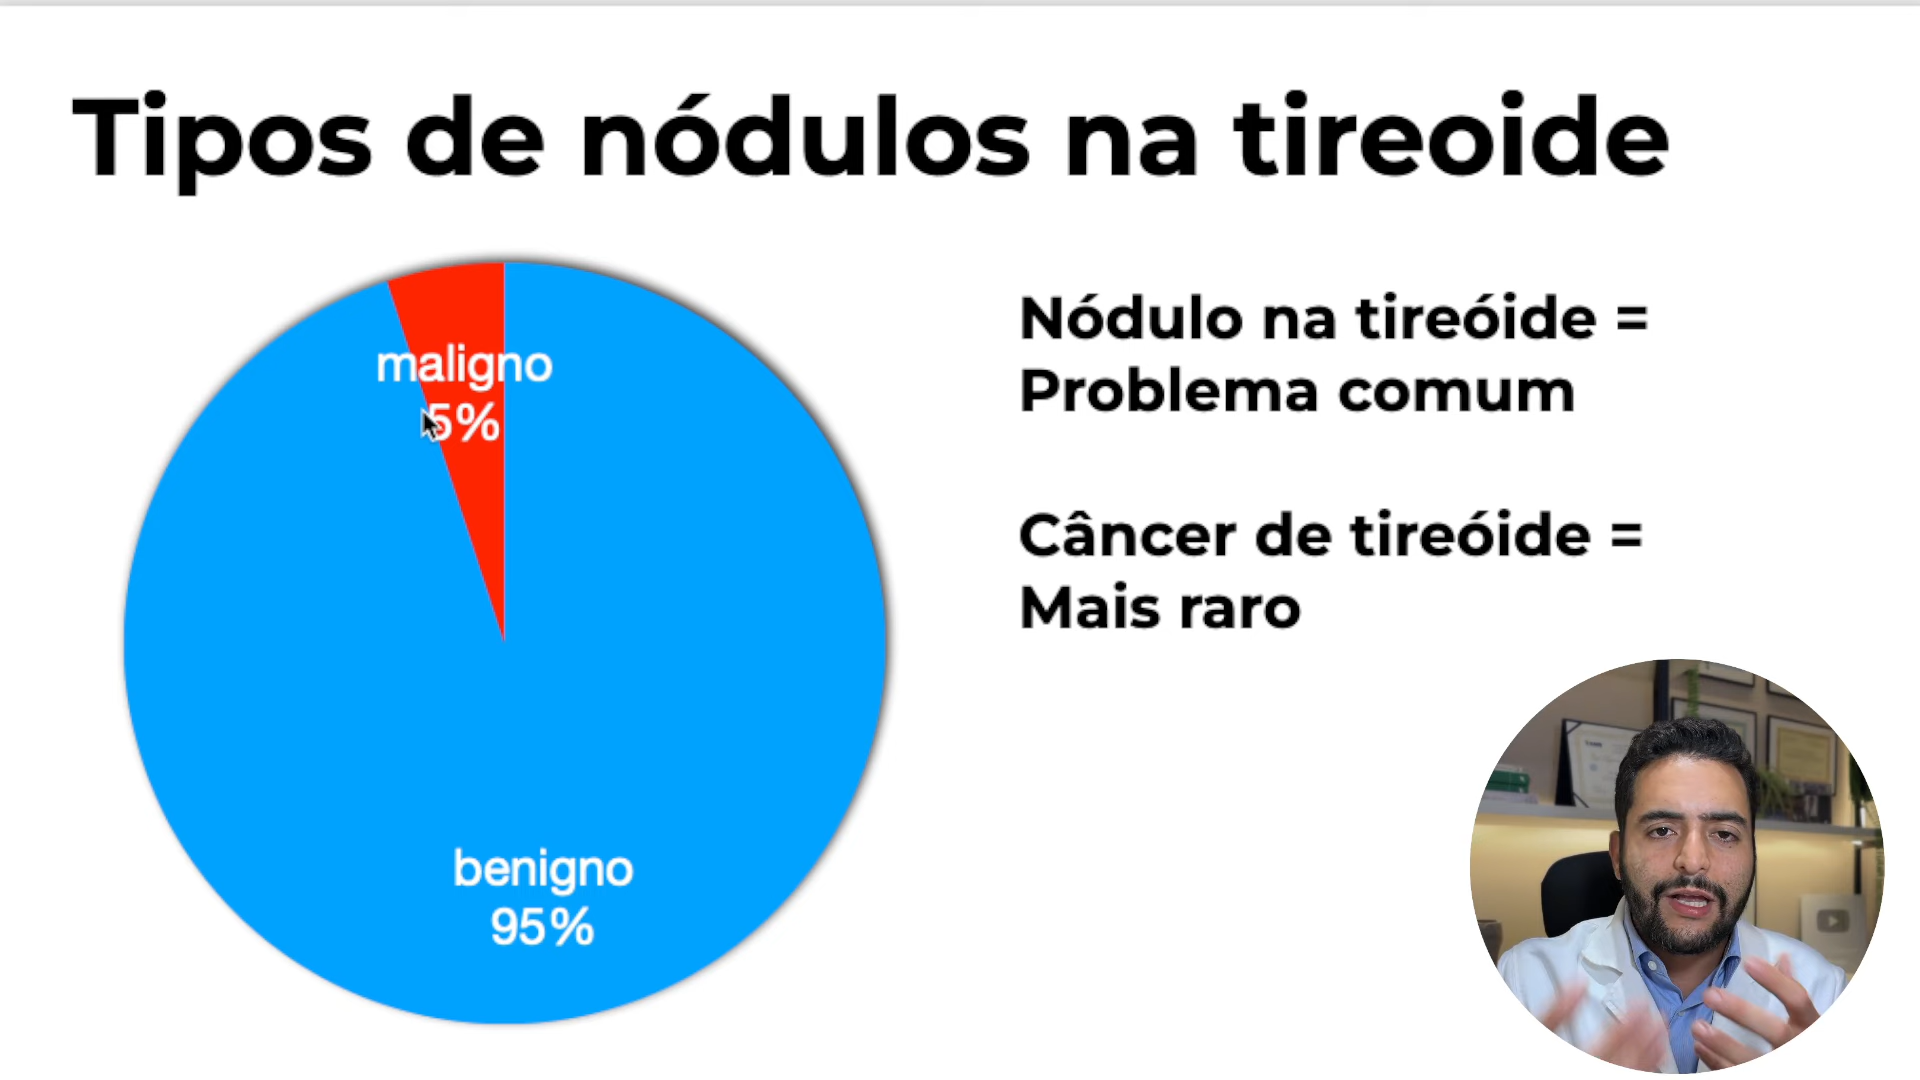 Tipos de nódulos na tireoide
maligno
5%
benigno
95%
Nódulo na tireóide =
Problema comum
Câncer de tireóide =
Mais raro